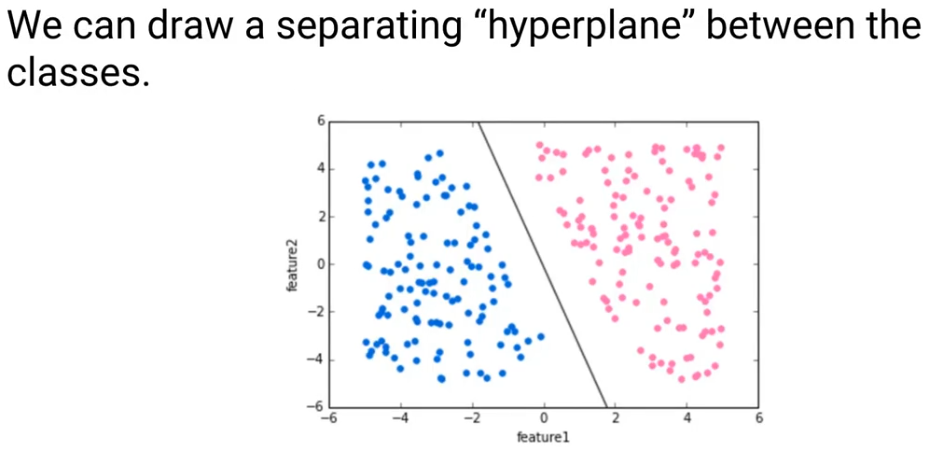 We can draw a separating “hyperplane” between the
classes.
6
4
2
0
−2
−4
−6
feature2
−6 −4 −2 0 2 4 6
feature1